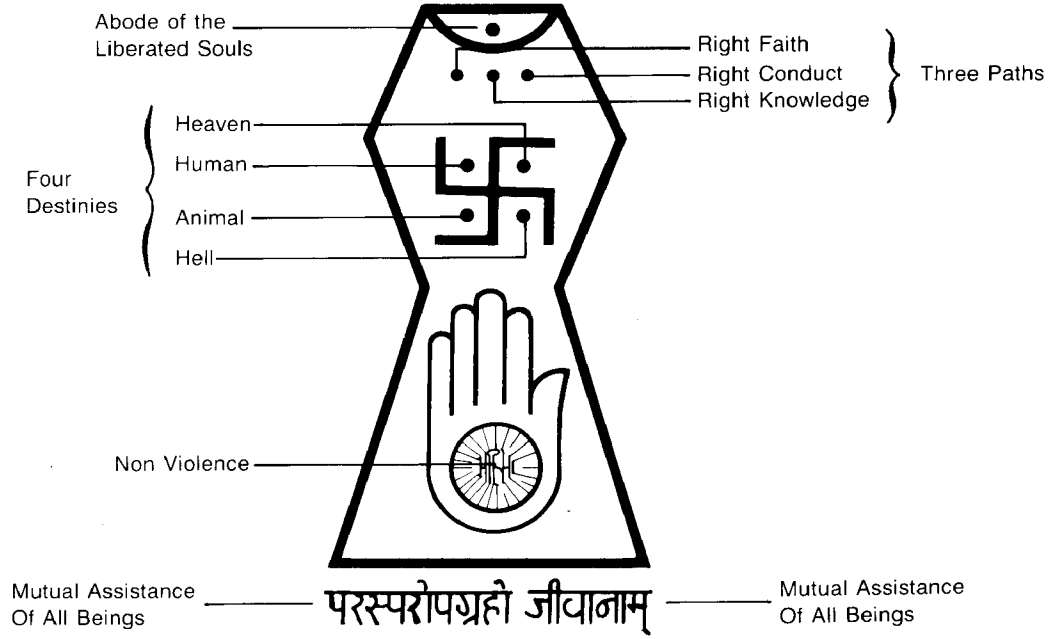 Abode of the
Liberated Souls
Right Faith
Right Conduct
Right Knowledge
Three Paths
Heaven
Human
Four
Destinies
Animal
Hell
Non Violence
Mutual Assistance
Of All Beings
परस्परोपग्रहो जीवानाम्
Mutual Assistance
Of All Beings